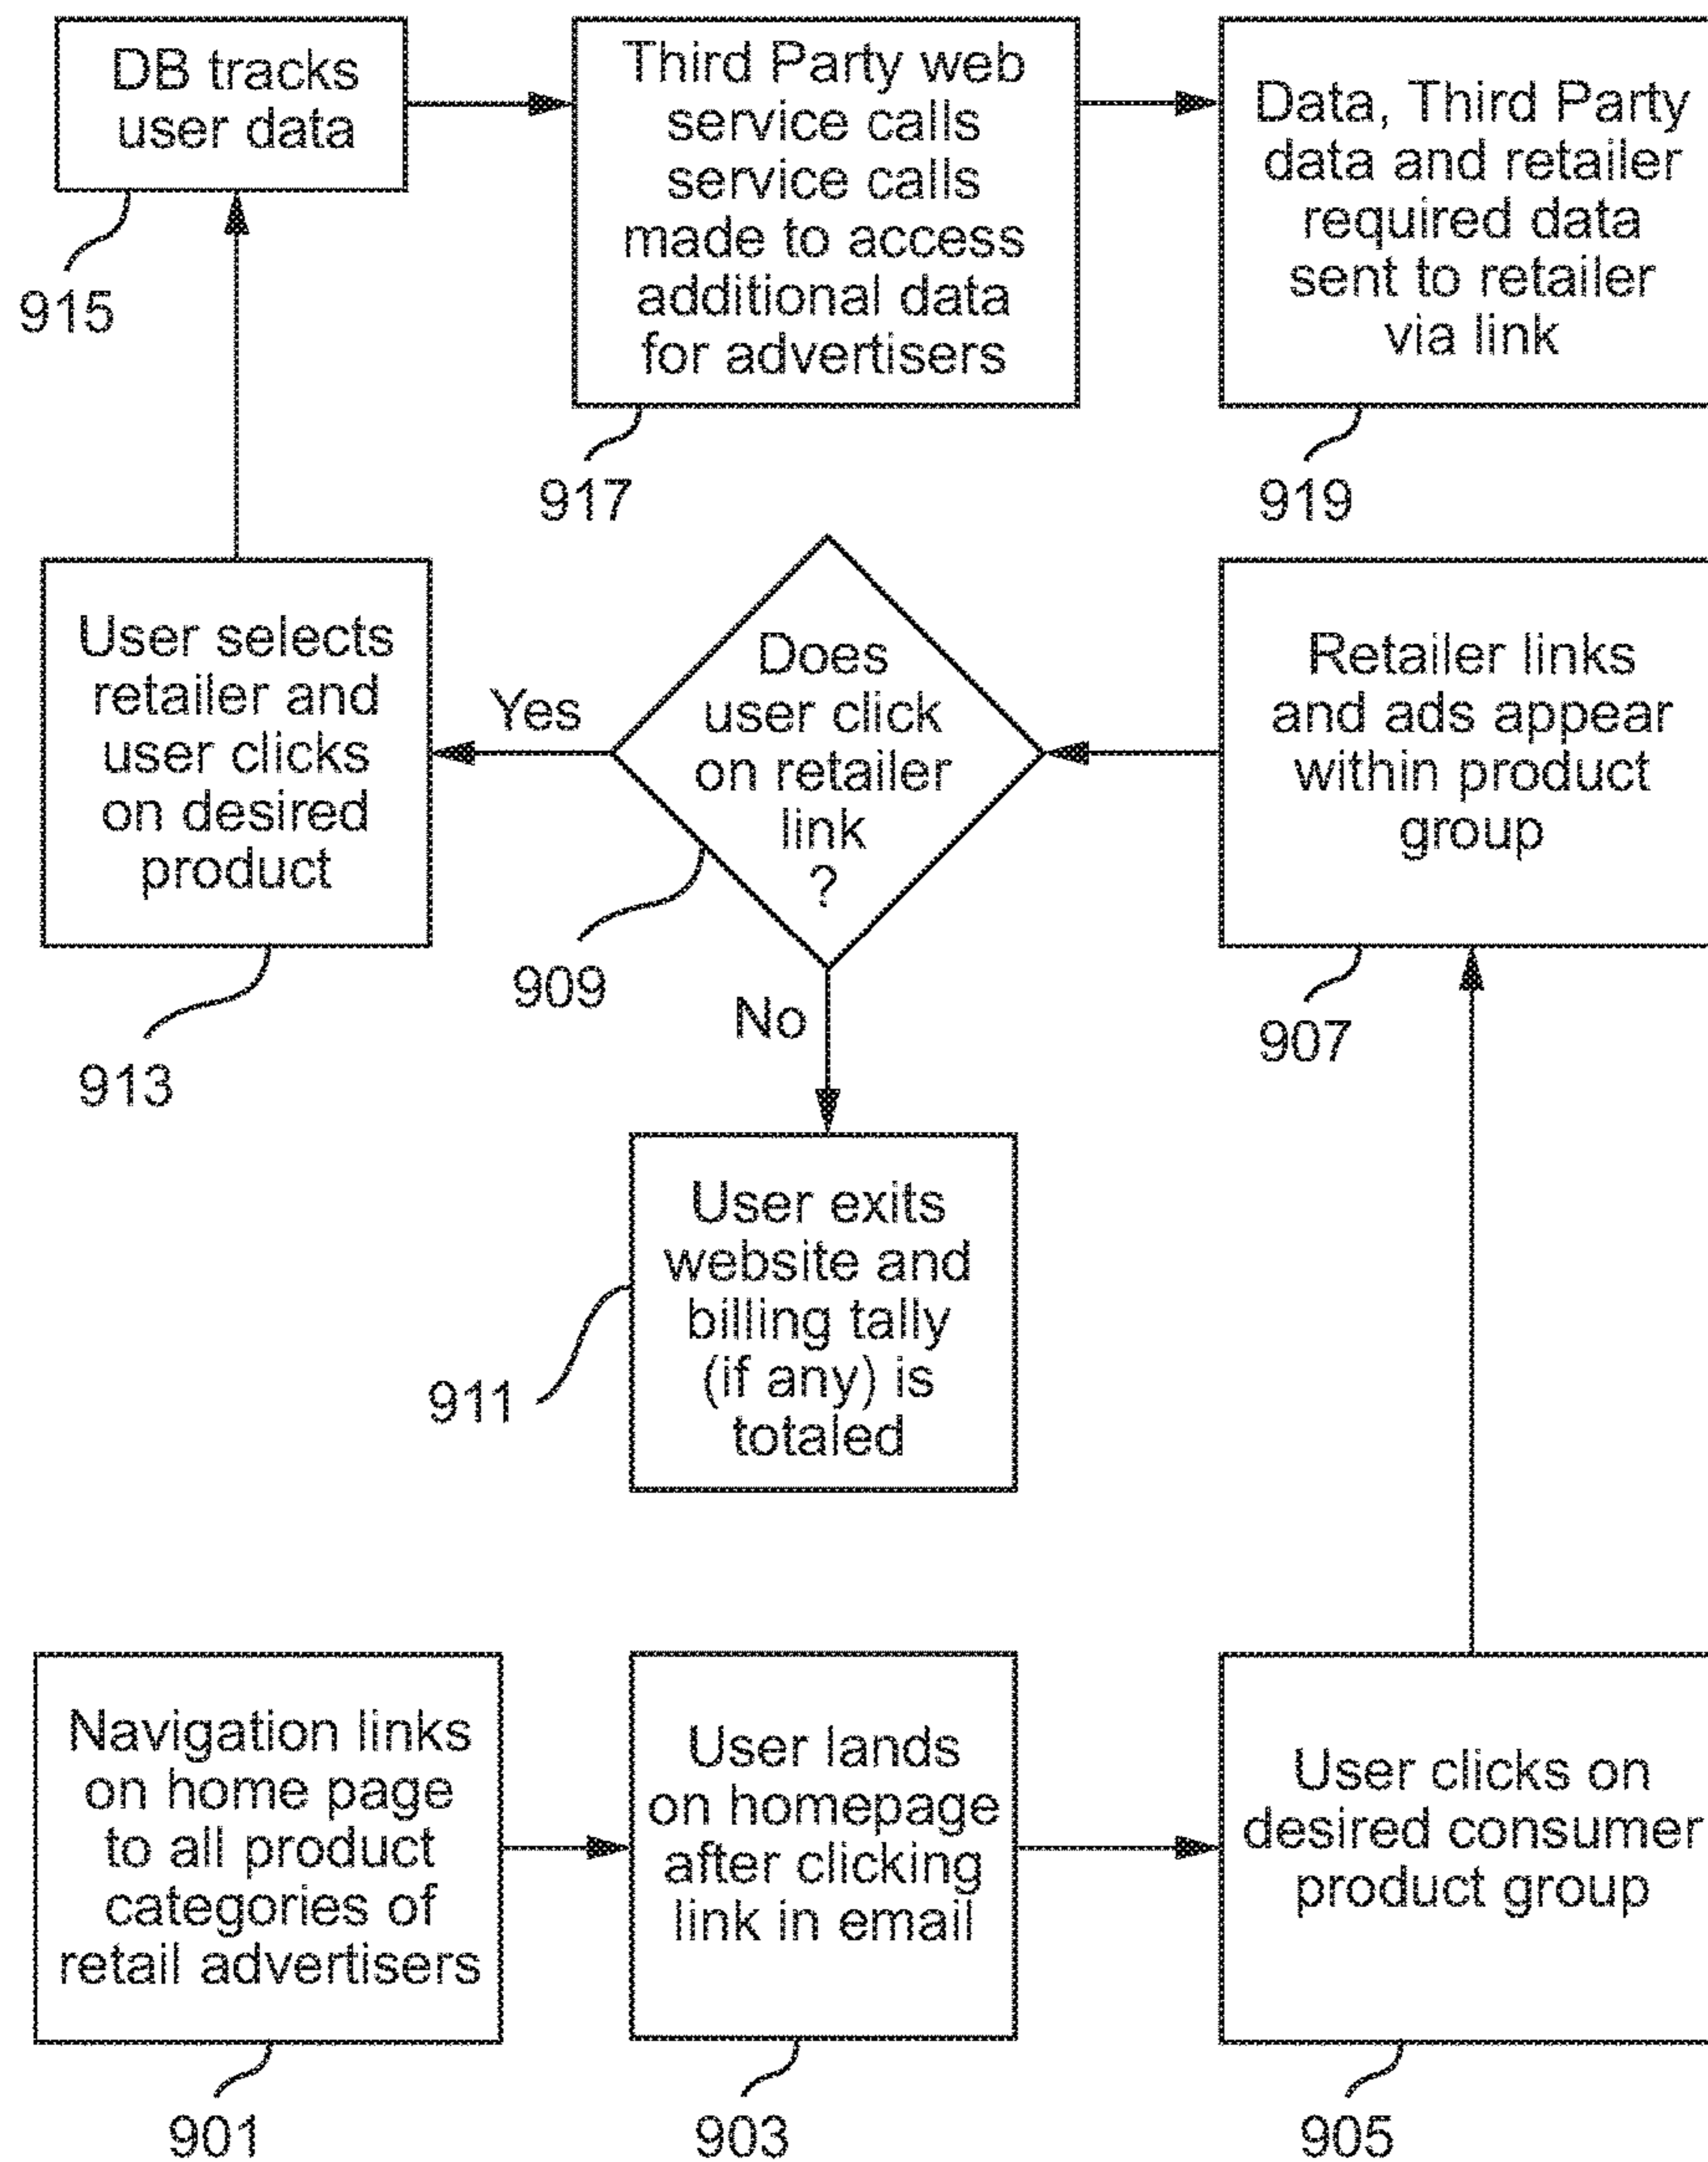 DB tracks
user data
915
Third Party web
service calls
service calls
made to access
additional data
for advertisers
917
Data, Third Party
data and retailer
required data
sent to retailer
via link
919
User selects
retailer and
user clicks
on desired
product
913
Yes
Does
user click
on retailer
link
?
909
No
Retailer links
and ads appear
within product
group
907
User exits
website and
billing tally
(if any) is
totaled
911
Navigation links
on home page
to all product
categories of
retail advertisers
901
User lands
on homepage
after clicking
link in email
903
User clicks on
desired consumer
product group
905